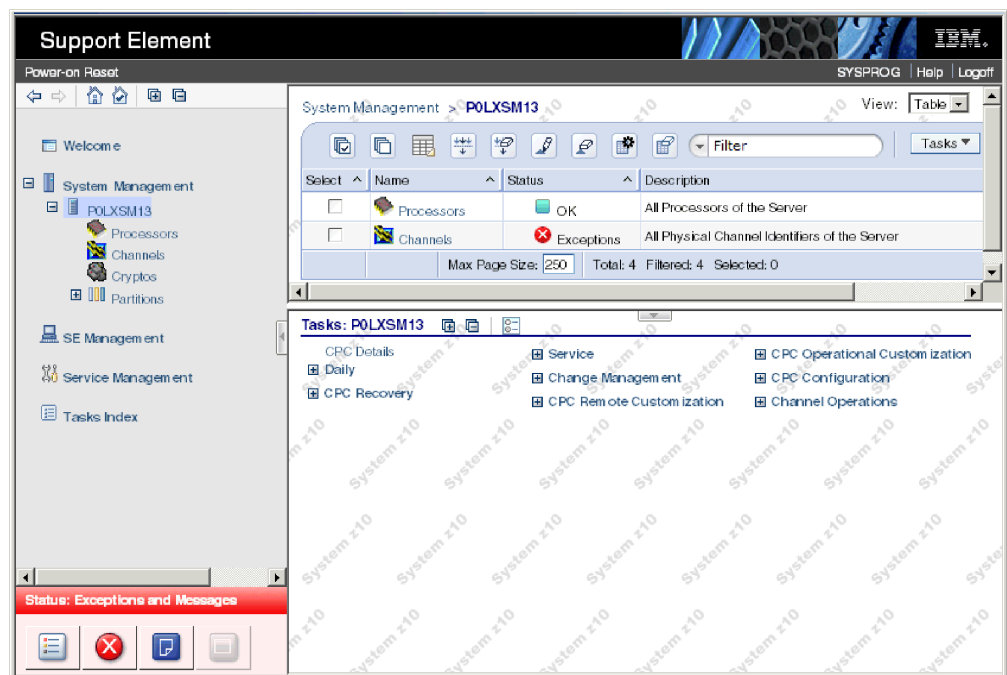 Support Element
IBM.
Power-on Reset
SYSPROG | Help | Logoff
System Management > P0LXSM13
View: Table
Filter
Tasks
Select Name Status Description
Processors OK All Processors of the Server
Channels Exceptions All Physical Channel Identifiers of the Server
Max Page Size: 250 Total: 4 Filtered: 4 Selected: 0
Welcome
System Management
P0LXSM13
Processors
Channels
Cryptos
Partitions
SE Management
Service Management
Tasks Index
Status: Exceptions and Messages
Tasks: P0LXSM13
CPC Details
Daily
CPC Recovery
Service
Change Management
CPC Remote Customization
CPC Operational Customization
CPC Configuration
Channel Operations
System z10